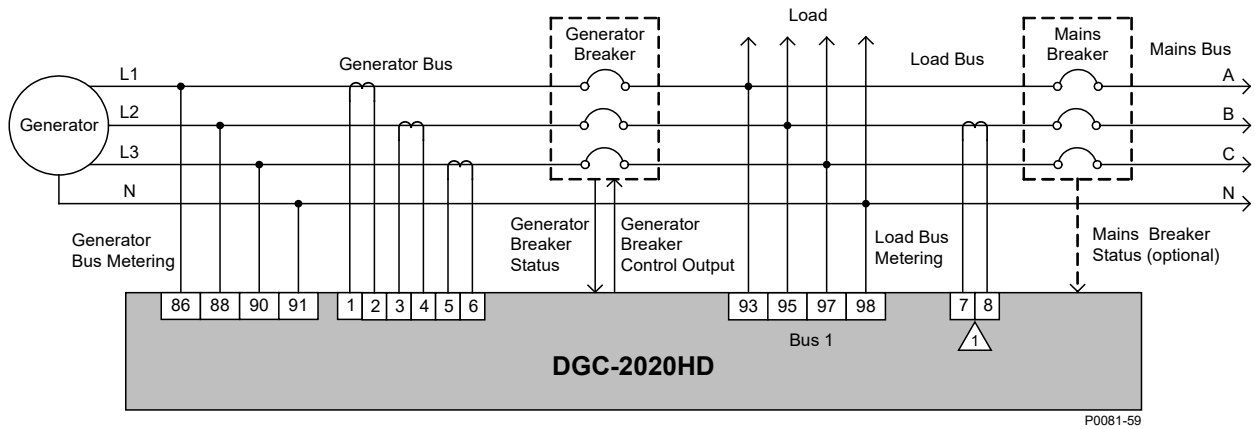 Load
Generator
Breaker
Mains
Breaker
Mains Bus
Generator Bus
Load Bus
L1
A
L2
B
Generator
L3
C
N
N
Generator
Bus Metering
Generator
Breaker
Status
Generator
Breaker
Control Output
Load Bus
Metering
Mains Breaker
Status (optional)
86 88 90 91 1 2 3 4 5 6 93 95 97 98 7 8
Bus 1
1
DGC-2020HD
P0081-59